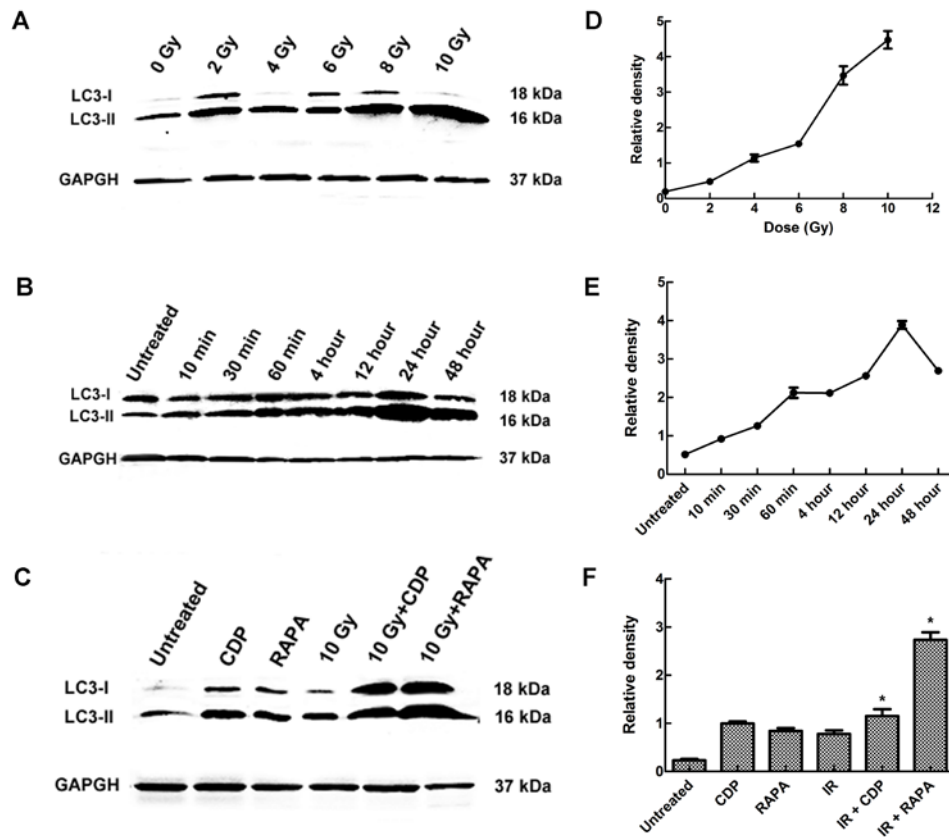 A
0 Gy 2 Gy 4 Gy 6 Gy 8 Gy 10 Gy
LC3-I 18 kDa
LC3-II 16 kDa
GAPGH 37 kDa
D
Relative density
5
4
3
2
1
0
0 2 4 6 8 10 12
Dose (Gy)
B
Untreated 10 min 30 min 60 min 4 hour 12 hour 24 hour 48 hour
LC3-I 18 kDa
LC3-II 16 kDa
GAPGH 37 kDa
E
Relative density
5
4
3
2
1
0
Untreated 10 min 30 min 60 min 4 hour 12 hour 24 hour 48 hour
C
Untreated CDP RAPA 10 Gy 10 Gy+CDP 10 Gy+RAPA
LC3-I 18 kDa
LC3-II 16 kDa
GAPGH 37 kDa
F
Relative density
4
3
2
1
0
* *
Untreated CDP RAPA IR IR + CDP IR + RAPA